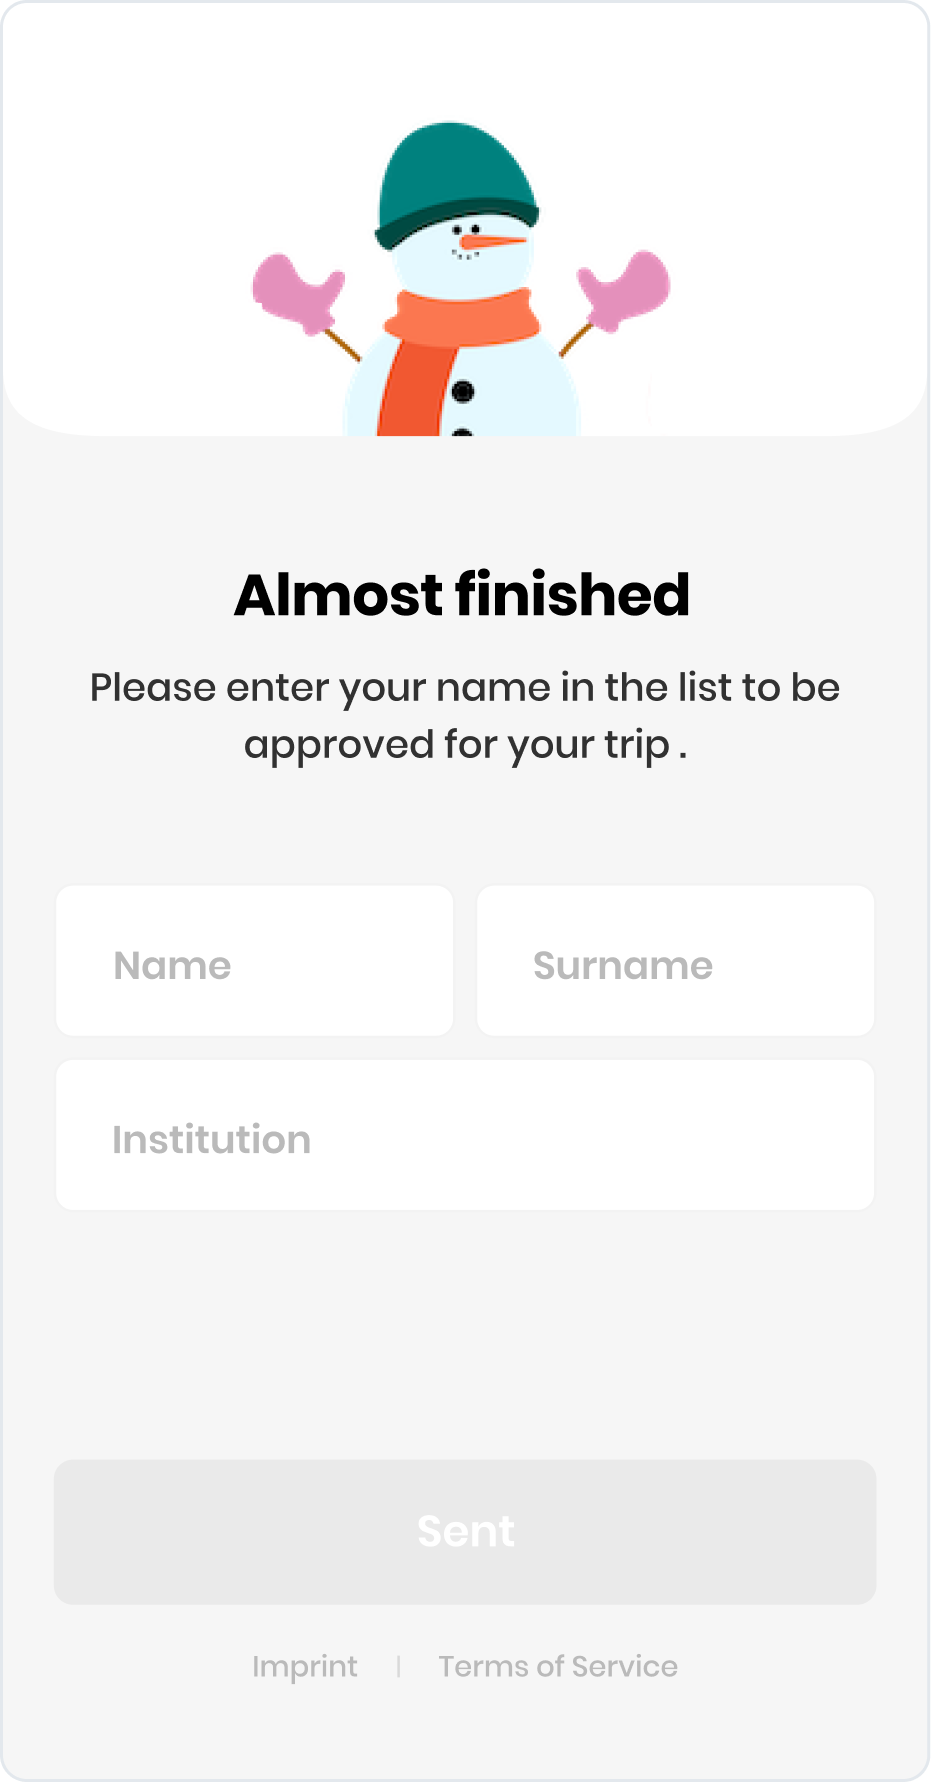 Almost finished
Please enter your name in the list to be
approved for your trip .
Name
Surname
Institution
Sent
Imprint | Terms of Service